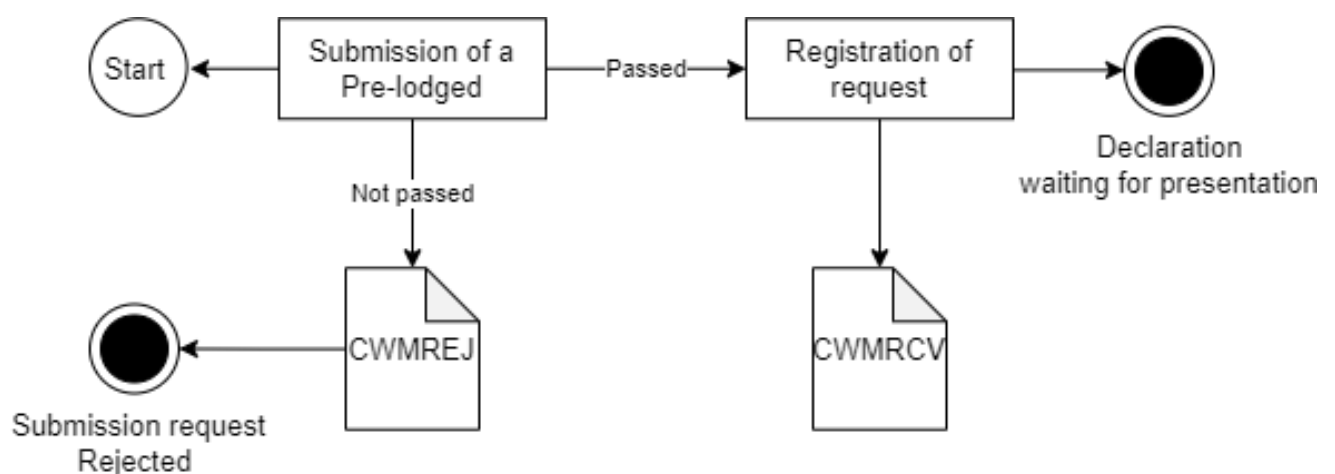 Start
Submission of a
Pre-lodged
Passed
Registration of
request
Declaration
waiting for presentation
Not passed
CWMREJ
CWMRCV
Submission request
Rejected